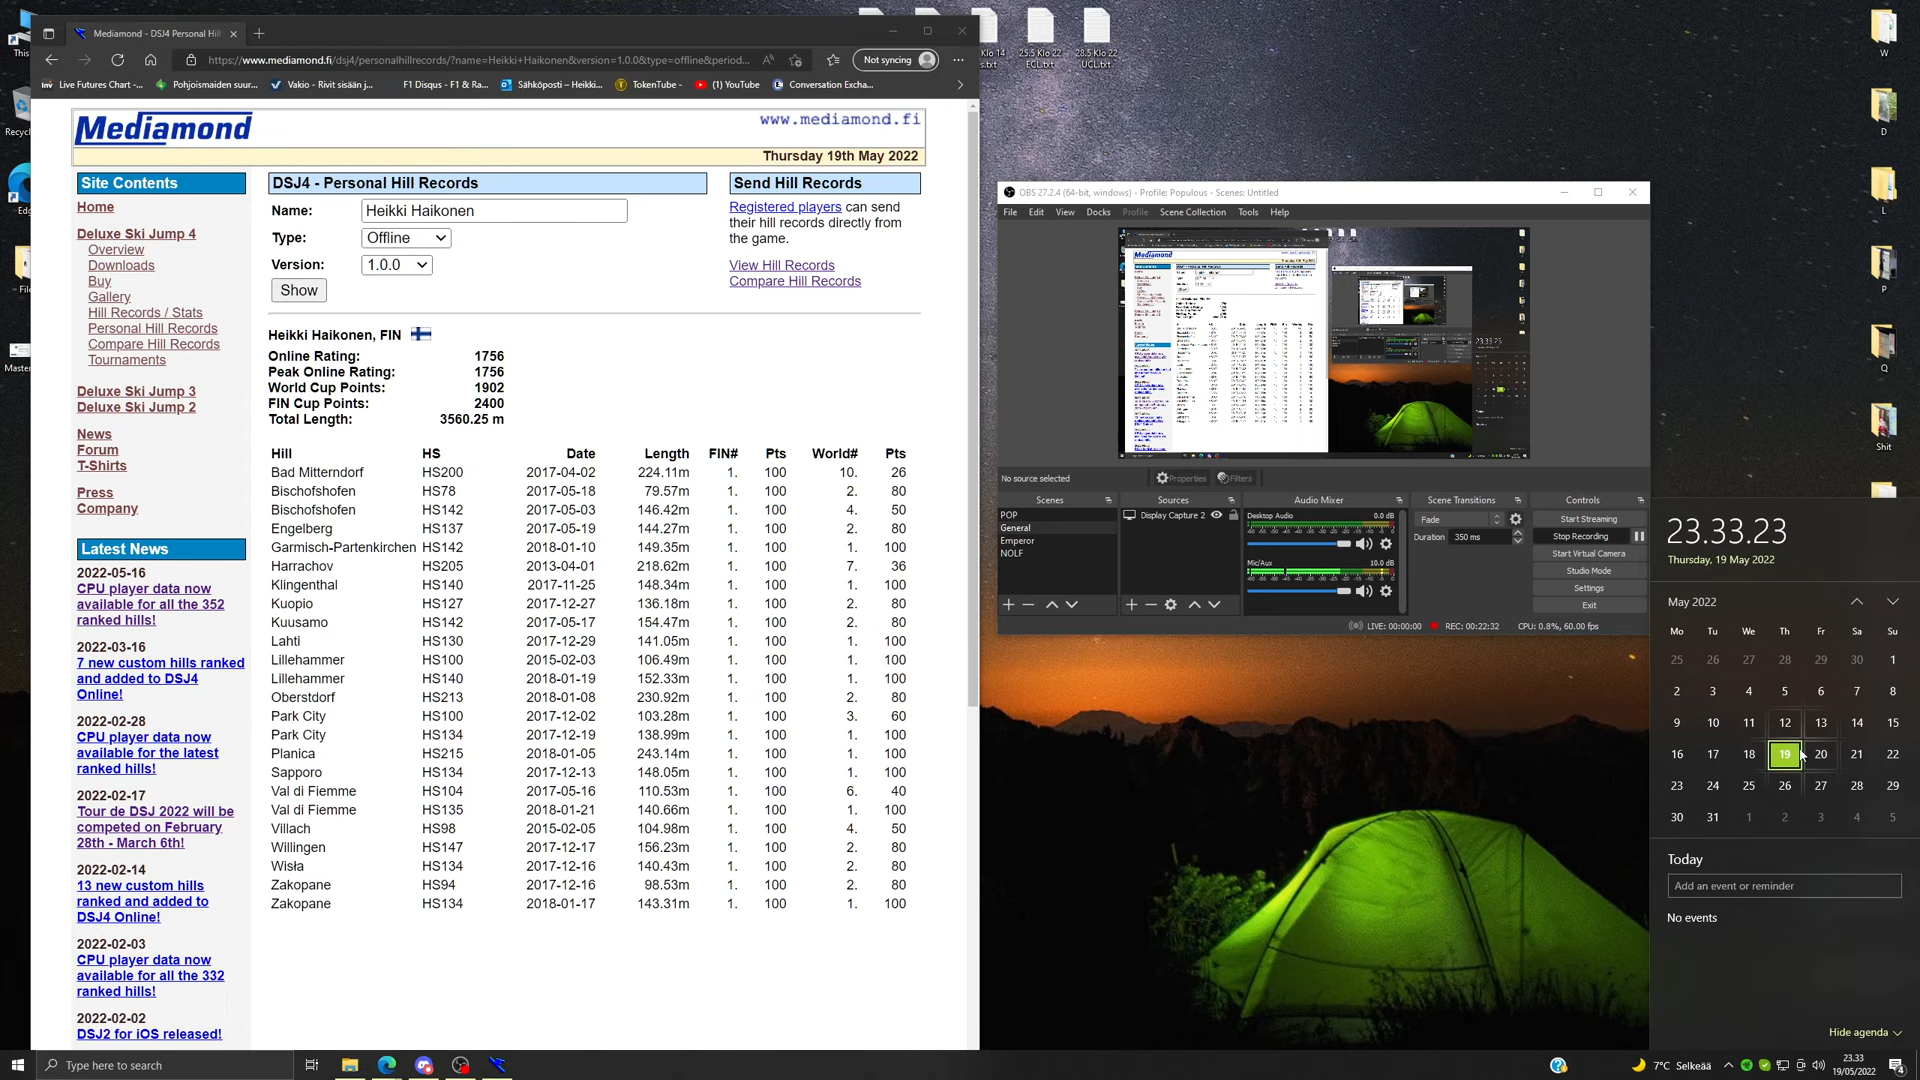 This
Recyc
Edg
File
Master
Klo 14
s.txt
25.5 Klo 22
ECL.txt
28.5 Klo 22
UCL.txt
W
D
L
P
Q
Shit
Mediamond - DSJ4 Personal Hill
https://www.mediamond.fi/dsj4/personalhillrecords/?name=Heikki+Haikonen&version=1.0.0&type=offline&period...
Not syncing
Live Futures Chart -...
Pohjoismaiden suur...
Vakio - Rivit sisään j...
F1 Disqus - F1 & Ra...
Sähköposti – Heikki...
TokenTube -
(1) YouTube
Conversation Excha...
Mediamond
www.mediamond.fi
Thursday 19th May 2022
Site Contents
Home
Deluxe Ski Jump 4
Overview
Downloads
Buy
Gallery
Hill Records / Stats
Personal Hill Records
Compare Hill Records
Tournaments
Deluxe Ski Jump 3
Deluxe Ski Jump 2
News
Forum
T-Shirts
Press
Company
Latest News
2022-05-16
CPU player data now
available for all the 352
ranked hills!
2022-03-16
7 new custom hills ranked
and added to DSJ4
Online!
2022-02-28
CPU player data now
available for the latest
ranked hills!
2022-02-17
Tour de DSJ 2022 will be
competed on February
28th - March 6th!
2022-02-14
13 new custom hills
ranked and added to
DSJ4 Online!
2022-02-03
CPU player data now
available for all the 332
ranked hills!
2022-02-02
DSJ2 for iOS released!
DSJ4 - Personal Hill Records
Name: Heikki Haikonen
Type: Offline
Version: 1.0.0
Show
Send Hill Records
Registered players can send
their hill records directly from
the game.
View Hill Records
Compare Hill Records
Heikki Haikonen, FIN
Online Rating: 1756
Peak Online Rating: 1756
World Cup Points: 1902
FIN Cup Points: 2400
Total Length: 3560.25 m
Hill HS Date Length FIN# Pts World# Pts
Bad Mitterndorf HS200 2017-04-02 224.11m 1. 100 10. 26
Bischofshofen HS78 2017-05-18 79.57m 1. 100 2. 80
Bischofshofen HS142 2017-05-03 146.42m 1. 100 4. 50
Engelberg HS137 2017-05-19 144.27m 1. 100 2. 80
Garmisch-Partenkirchen HS142 2018-01-10 149.35m 1. 100 1. 100
Harrachov HS205 2013-04-01 218.62m 1. 100 7. 36
Klingenthal HS140 2017-11-25 148.34m 1. 100 1. 100
Kuopio HS127 2017-12-27 136.18m 1. 100 2. 80
Kuusamo HS142 2017-05-17 154.47m 1. 100 2. 80
Lahti HS130 2017-12-29 141.05m 1. 100 1. 100
Lillehammer HS100 2015-02-03 106.49m 1. 100 1. 100
Lillehammer HS140 2018-01-19 152.33m 1. 100 1. 100
Oberstdorf HS213 2018-01-08 230.92m 1. 100 2. 80
Park City HS100 2017-12-02 103.28m 1. 100 3. 60
Park City HS134 2017-12-19 138.99m 1. 100 1. 100
Planica HS215 2018-01-05 243.14m 1. 100 1. 100
Sapporo HS134 2017-12-13 148.05m 1. 100 1. 100
Val di Fiemme HS104 2017-05-16 110.53m 1. 100 6. 40
Val di Fiemme HS135 2018-01-21 140.66m 1. 100 1. 100
Villach HS98 2015-02-05 104.98m 1. 100 4. 50
Willingen HS147 2017-12-17 156.23m 1. 100 2. 80
Wisła HS134 2017-12-16 140.43m 1. 100 2. 80
Zakopane HS94 2017-12-16 98.53m 1. 100 2. 80
Zakopane HS134 2018-01-17 143.31m 1. 100 1. 100
OBS 27.2.4 (64-bit, windows) - Profile: Populous - Scenes: Untitled
File Edit View Docks Profile Scene Collection Tools Help
No source selected
Properties
Filters
Scenes
POP
General
Emperor
NOLF
Sources
Display Capture 2
Audio Mixer
Desktop Audio 0.0 dB
Mic/Aux 10.0 dB
Scene Transitions
Fade
Duration 350 ms
Controls
Start Streaming
Stop Recording
Start Virtual Camera
Studio Mode
Settings
Exit
LIVE: 00:00:00 REC: 00:22:32 CPU: 0.8%, 60.00 fps
23.33.23
Thursday, 19 May 2022
May 2022
Mo Tu We Th Fr Sa Su
25 26 27 28 29 30 1
2 3 4 5 6 7 8
9 10 11 12 13 14 15
16 17 18 19 20 21 22
23 24 25 26 27 28 29
30 31 1 2 3 4 5
Today
Add an event or reminder
No events
Hide agenda
Type here to search
7°C Selkeää
23.33
19/05/2022
4